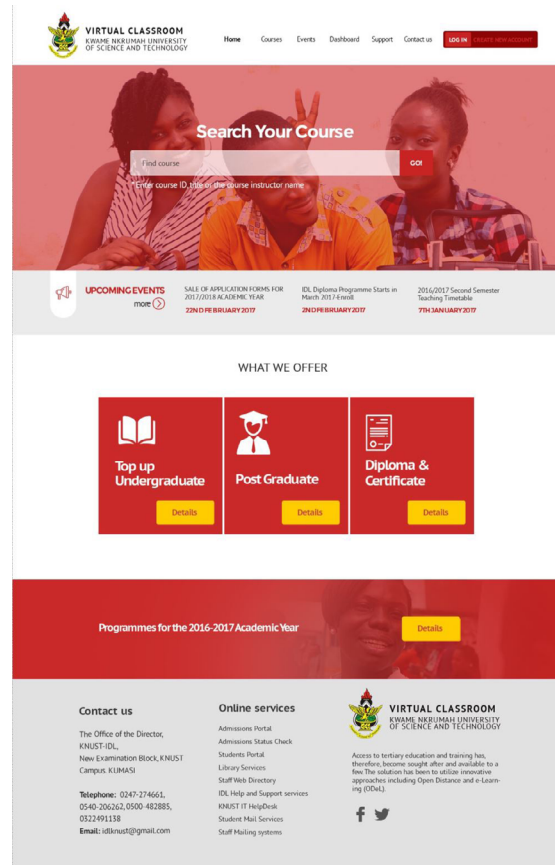 VIRTUAL CLASSROOM
KWAME NKRUMAH UNIVERSITY
OF SCIENCE AND TECHNOLOGY
Home
Courses
Events
Dashboard
Support
Contact us
LOG IN
CREATE NEW ACCOUNT
Search Your Course
Find course
GO!
* Enter course ID, title or the course instructor name
UPCOMING EVENTS
more
SALE OF APPLICATION FORMS FOR
2017/2018 ACADEMIC YEAR
22ND FEBRUARY 2017
IDL Diploma Programme Starts in
March 2017-Enmill
2ND FEBRUARY 2017
2016/2017 Second Semester
Teaching Timetable
7TH JANUARY 2017
WHAT WE OFFER
Top up
Undergraduate
Details
Post Graduate
Details
Diploma &
Certificate
Details
Programmes for the 2016-2017 Academic Year
Details
Contact us
The Office of the Director,
KNUST-IDL,
New Examination Block, KNUST
Campus. KUMASI
Telephone: 0247-274661,
0540-206262, 0500-482885,
0322491138
Email: idlknust@gmail.com
Online services
Admissions Portal
Admissions Status Check
Students Portal
Library Services
Staff Web Directory
IDL Help and Support services
KNUST IT HelpDesk
Student Mail Services
Staff Mailing systems
VIRTUAL CLASSROOM
KWAME NKRUMAH UNIVERSITY
OF SCIENCE AND TECHNOLOGY
Access to tertiary education and training has,
therefore, become sought after and available to a
few. The solution has been to utilize innovative
approaches including Open Distance and e-Learn-
ing (ODeL).